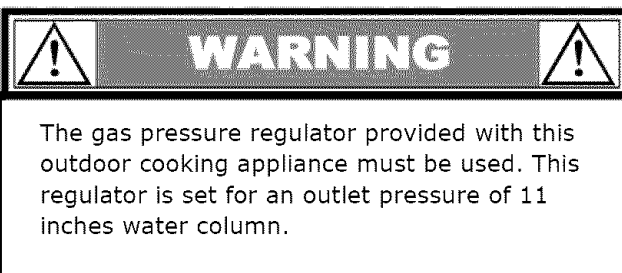 WARNING
The gas pressure regulator provided with this
outdoor cooking appliance must be used. This
regulator is set for an outlet pressure of 11
inches water column.